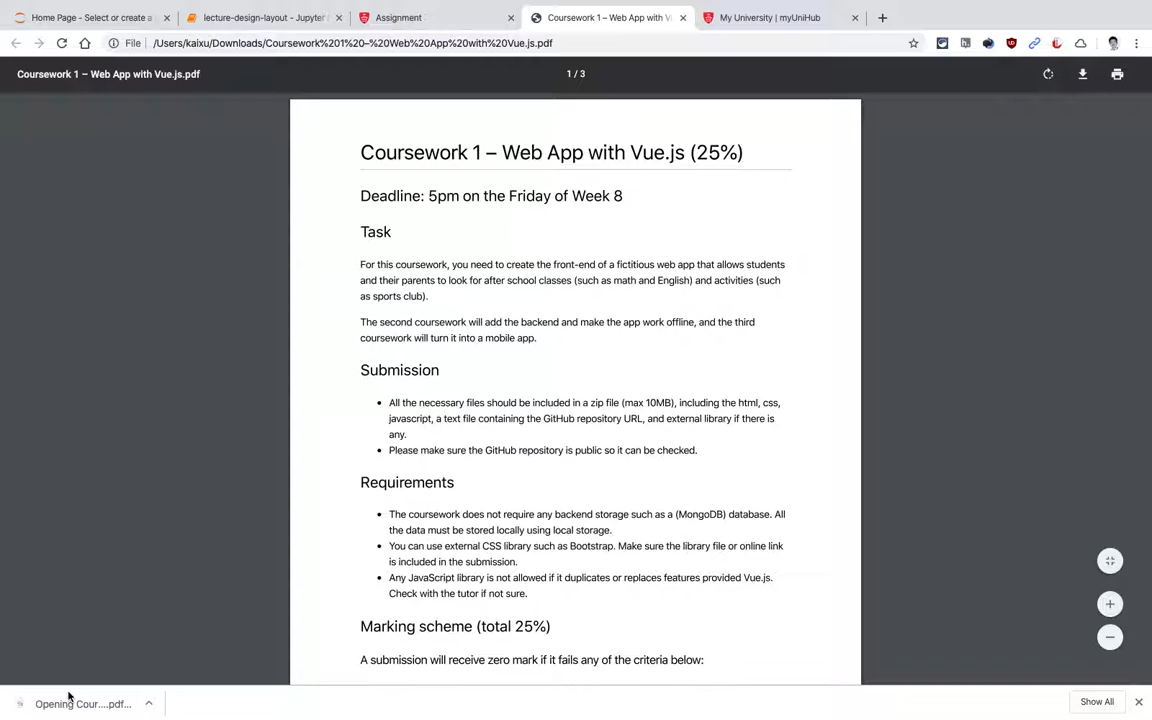 Home Page - Select or create a
lecture-design-layout - Jupyter
Assignment
Coursework 1 – Web App with V
My University | myUniHub
File /Users/kaixu/Downloads/Coursework%201%20–%20Web%20App%20with%20Vue.js.pdf
Coursework 1 – Web App with Vue.js.pdf
1 / 3
Coursework 1 – Web App with Vue.js (25%)
Deadline: 5pm on the Friday of Week 8
Task
For this coursework, you need to create the front-end of a fictitious web app that allows students
and their parents to look for after school classes (such as math and English) and activities (such
as sports club).
The second coursework will add the backend and make the app work offline, and the third
coursework will turn it into a mobile app.
Submission
• All the necessary files should be included in a zip file (max 10MB), including the html, css,
javascript, a text file containing the GitHub repository URL, and external library if there is
any.
• Please make sure the GitHub repository is public so it can be checked.
Requirements
• The coursework does not require any backend storage such as a (MongoDB) database. All
the data must be stored locally using local storage.
• You can use external CSS library such as Bootstrap. Make sure the library file or online link
is included in the submission.
• Any JavaScript library is not allowed if it duplicates or replaces features provided Vue.js.
Check with the tutor if not sure.
Marking scheme (total 25%)
A submission will receive zero mark if it fails any of the criteria below:
Opening Cour....pdf...
Show All